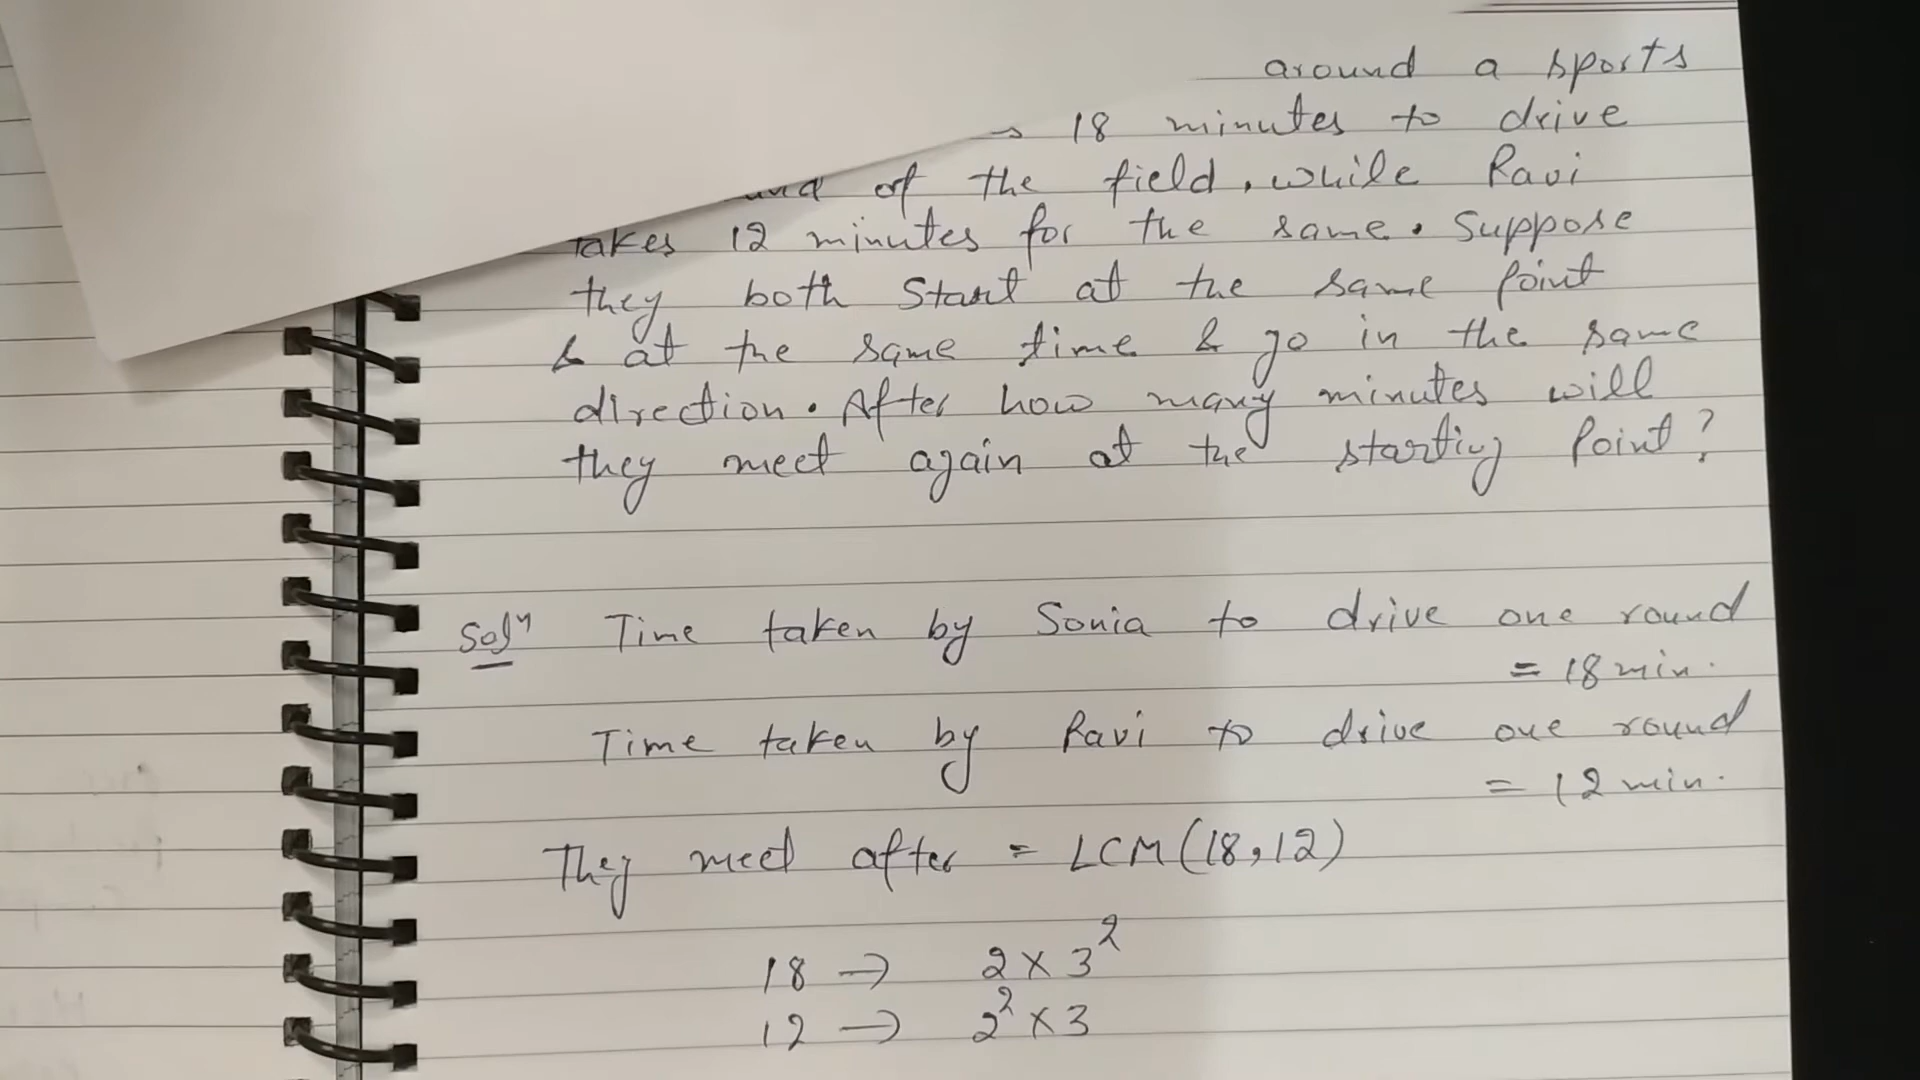 around a sports
18 minutes to drive
of the field, while Ravi
takes 12 minutes for the same. Suppose
they both Start at the same Point
& at the same time & go in the same
direction. After how many minutes will
they meet again at the starting Point?
Solⁿ Time taken by Sonia to drive one round
= 18 min.
Time taken by Ravi to drive one round
= 12 min.
They meet after = LCM (18, 12)
18 → 2 × 3²
12 → 2² × 3